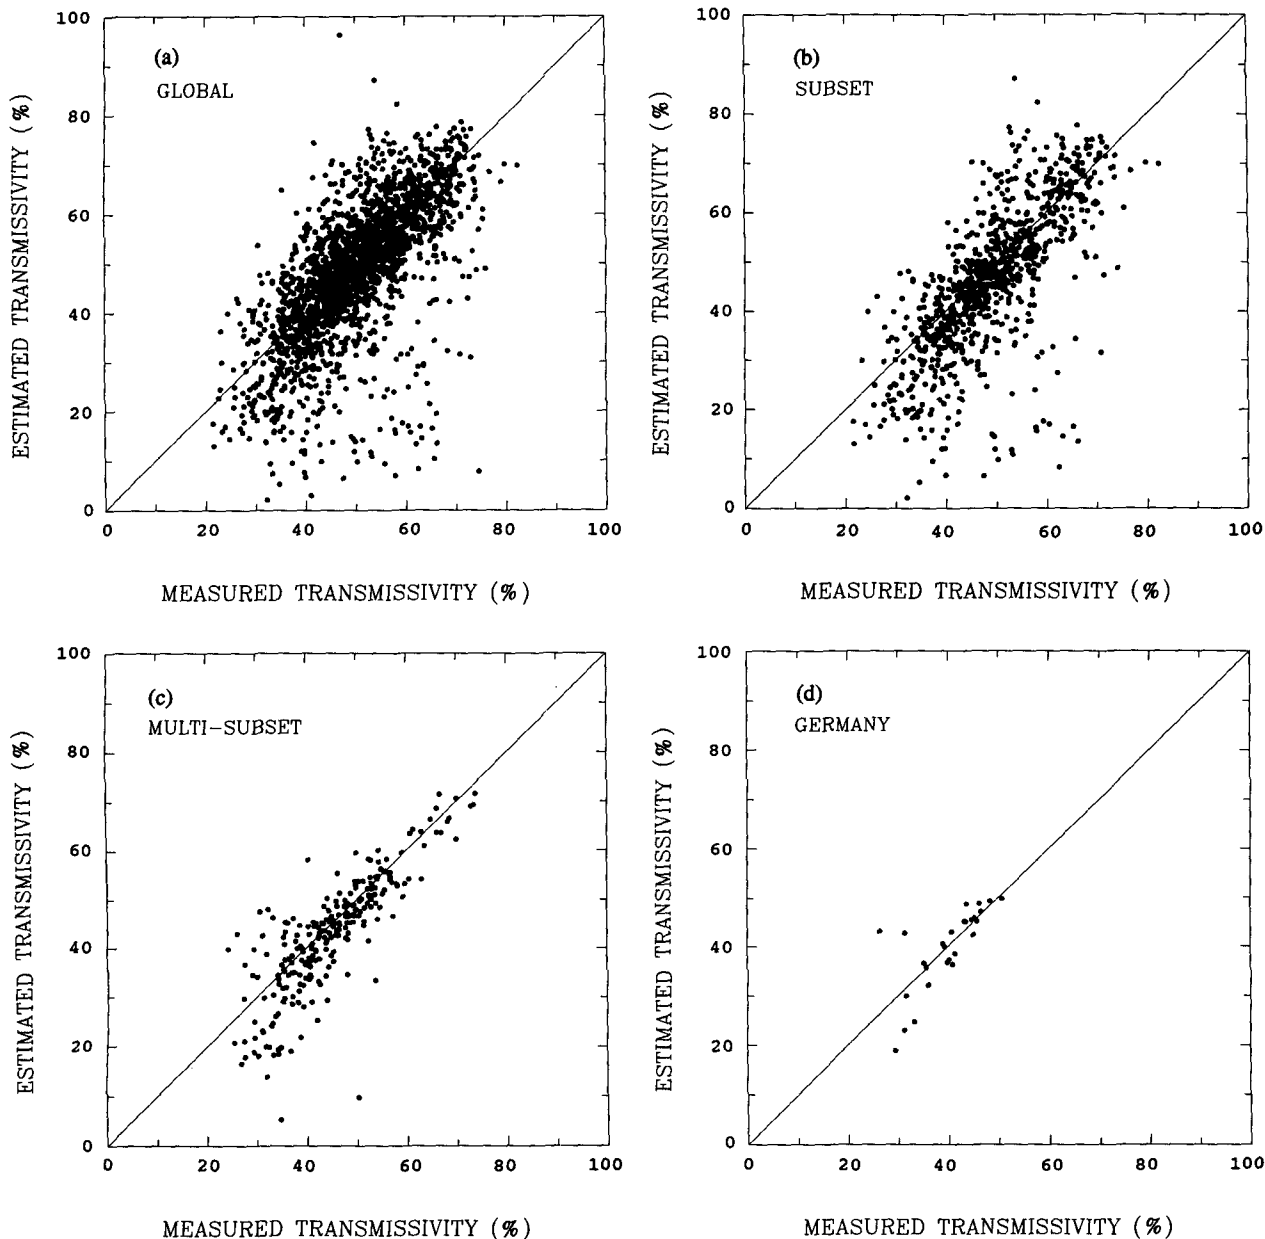 (a)
GLOBAL
ESTIMATED TRANSMISSIVITY (%)
100
80
60
40
20
0
0 20 40 60 80 100
MEASURED TRANSMISSIVITY (%)
(b)
SUBSET
ESTIMATED TRANSMISSIVITY (%)
100
80
60
40
20
0
0 20 40 60 80 100
MEASURED TRANSMISSIVITY (%)
(c)
MULTI-SUBSET
ESTIMATED TRANSMISSIVITY (%)
100
80
60
40
20
0
0 20 40 60 80 100
MEASURED TRANSMISSIVITY (%)
(d)
GERMANY
ESTIMATED TRANSMISSIVITY (%)
100
80
60
40
20
0
0 20 40 60 80 100
MEASURED TRANSMISSIVITY (%)